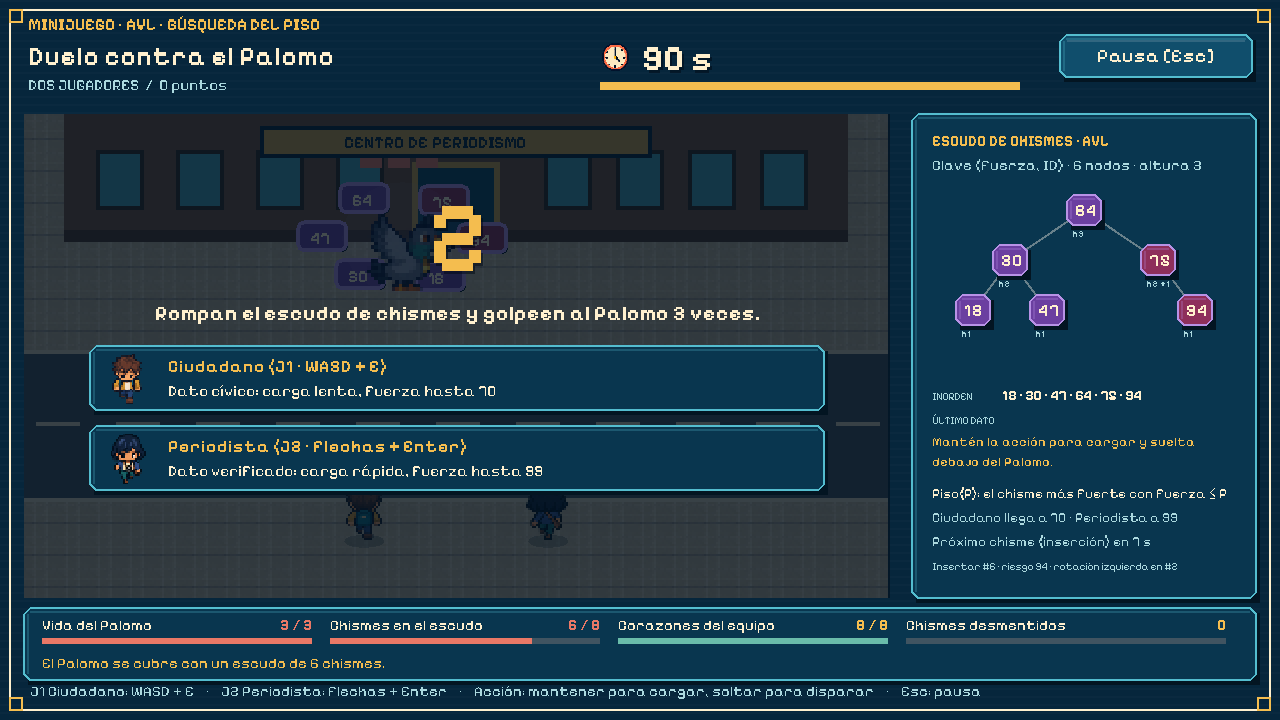 MINIJUEGO · AVL · BÚSQUEDA DEL PISO
Duelo contra el Palomo
DOS JUGADORES / 0 puntos
90 s
Pausa (Esc)
CENTRO DE PERIODISMO
64
78
47
94
30
18
2
Rompan el escudo de chismes y golpeen al Palomo 3 veces.
Ciudadano (J1 · WASD + E)
Dato cívico: carga lenta, fuerza hasta 70
Periodista (J2 · Flechas + Enter)
Dato verificado: carga rápida, fuerza hasta 99
ESCUDO DE CHISMES · AVL
Clave (Fuerza, ID) · 6 nodos · altura 3
64
h3
30
h2
78
h2 +1
18
h1
47
h1
94
h1
INORDEN 18 · 30 · 47 · 64 · 78 · 94
ÚLTIMO DATO
Mantén la acción para cargar y suelta
debajo del Palomo.
Piso(P): el chisme más fuerte con fuerza ≤ P
Ciudadano llega a 70 · Periodista a 99
Próximo chisme (inserción) en 7 s
Insertar #6 · riesgo 94 · rotación izquierda en #2
Vida del Palomo 3 / 3
Chismes en el escudo 6 / 8
Corazones del equipo 8 / 8
Chismes desmentidos 0
El Palomo se cubre con un escudo de 6 chismes.
J1 Ciudadano: WASD + E · J2 Periodista: Flechas + Enter · Acción: mantener para cargar, soltar para disparar · Esc: pausa